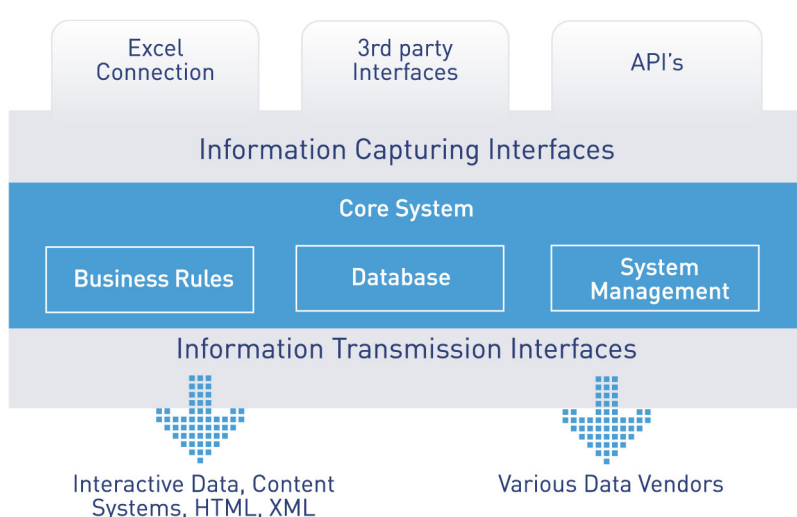 Excel
Connection
3rd party
Interfaces
API's
Information Capturing Interfaces
Core System
Business Rules
Database
System
Management
Information Transmission Interfaces
Interactive Data, Content
Systems, HTML, XML
Various Data Vendors